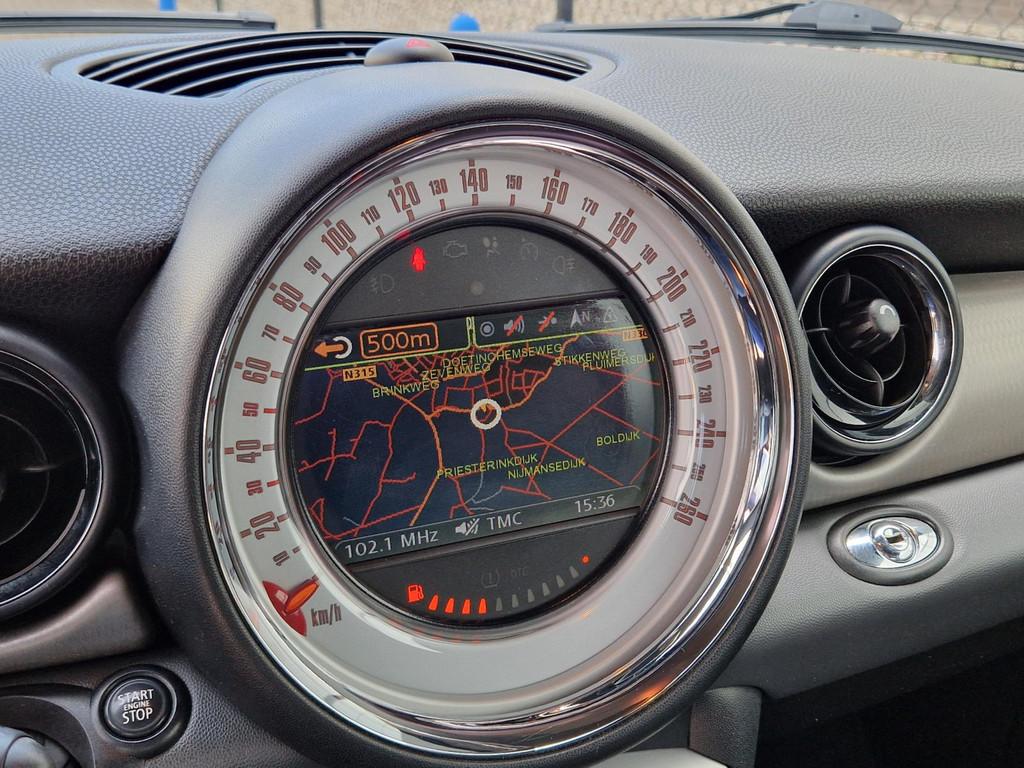 10 20 30 40 50 60 70 80 90 100 110 120 130 140 150 160 170 180 190 200 210 220 230 240 250 260
km/h
500m
N
N315
DOETINCHEMSEWEG
ZEVENWEG
STIKKENWEG
BRINKWEG
BOLDIJK
PRIESTERINKDIJK
NIJMANSEDIJK
102.1 MHz TMC 15:36
DTC
START
ENGINE
STOP